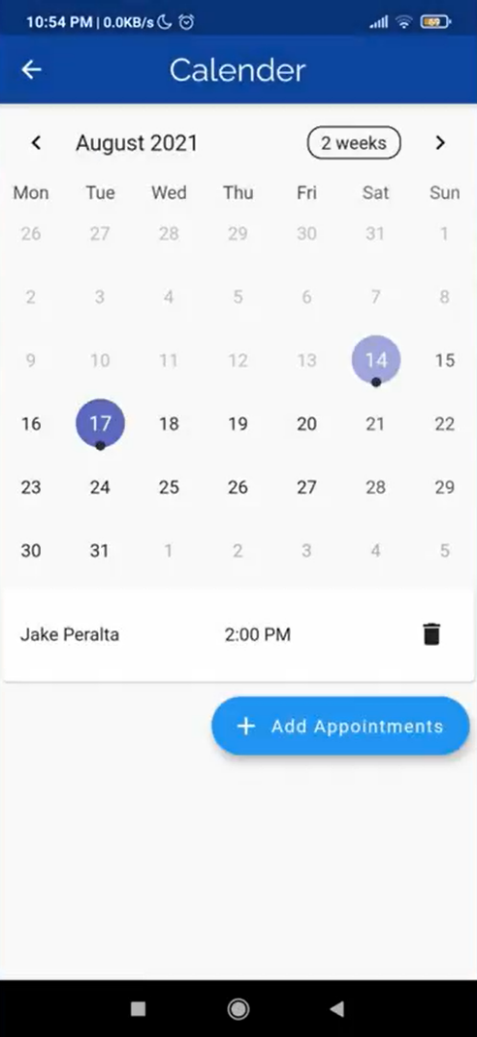 10:54 PM | 0.0KB/s
69
Calender
August 2021
2 weeks
Mon Tue Wed Thu Fri Sat Sun
26 27 28 29 30 31 1
2 3 4 5 6 7 8
9 10 11 12 13 14 15
16 17 18 19 20 21 22
23 24 25 26 27 28 29
30 31 1 2 3 4 5
Jake Peralta 2:00 PM
+ Add Appointments